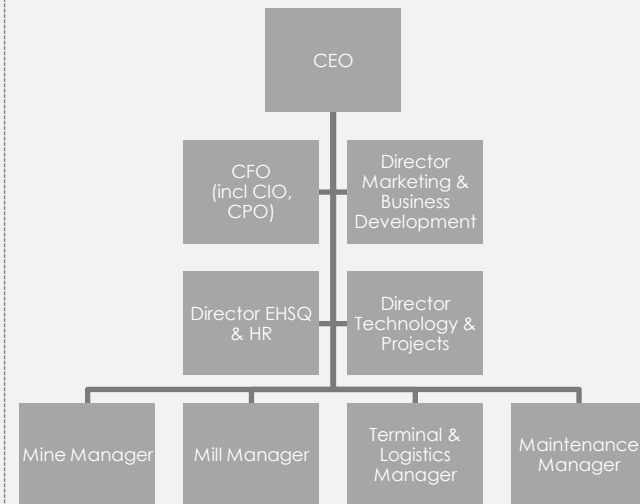 CEO
CFO
(incl CIO,
CPO)
Director
Marketing &
Business
Development
Director EHSQ
& HR
Director
Technology &
Projects
Mine Manager
Mill Manager
Terminal &
Logistics
Manager
Maintenance
Manager